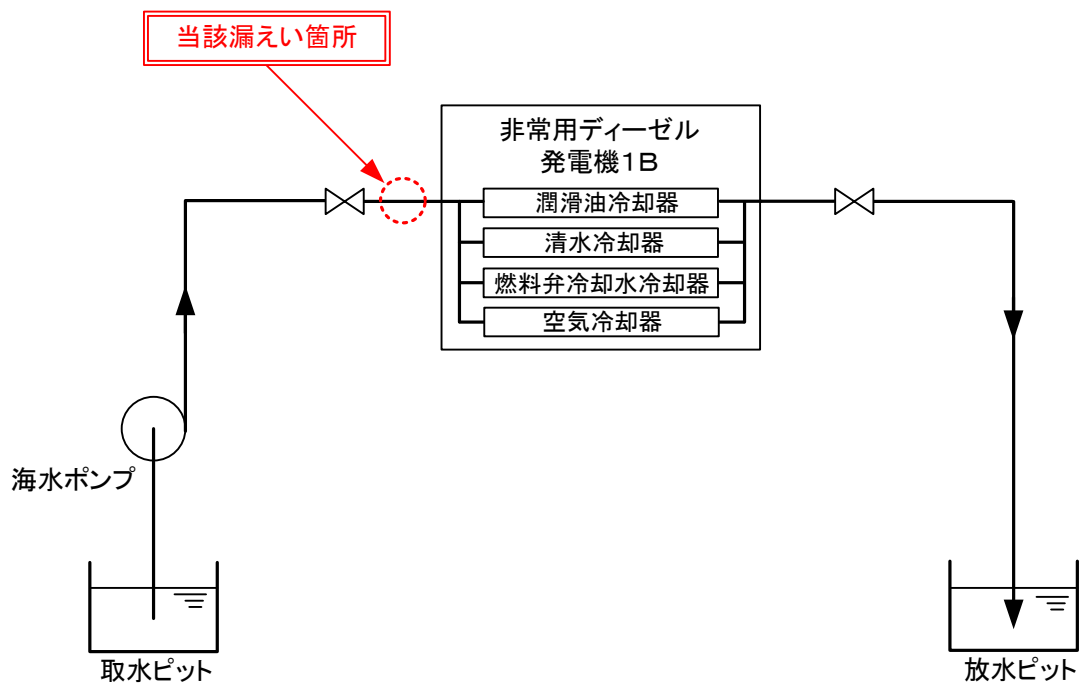 当該漏えい箇所
非常用ディーゼル
発電機1B
潤滑油冷却器
清水冷却器
燃料弁冷却水冷却器
空気冷却器
海水ポンプ
取水ピット
放水ピット